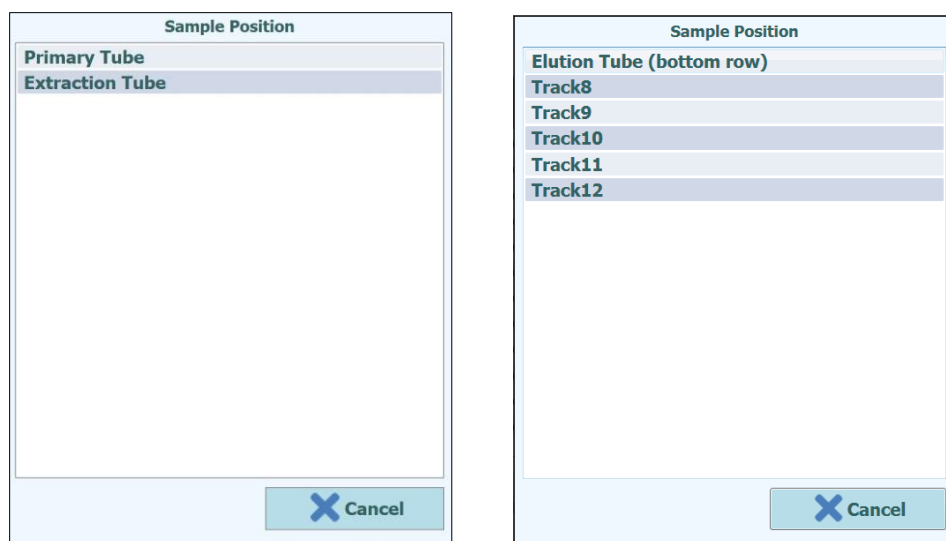 Sample Position
Primary Tube
Extraction Tube
Cancel
Sample Position
Elution Tube (bottom row)
Track8
Track9
Track10
Track11
Track12
Cancel